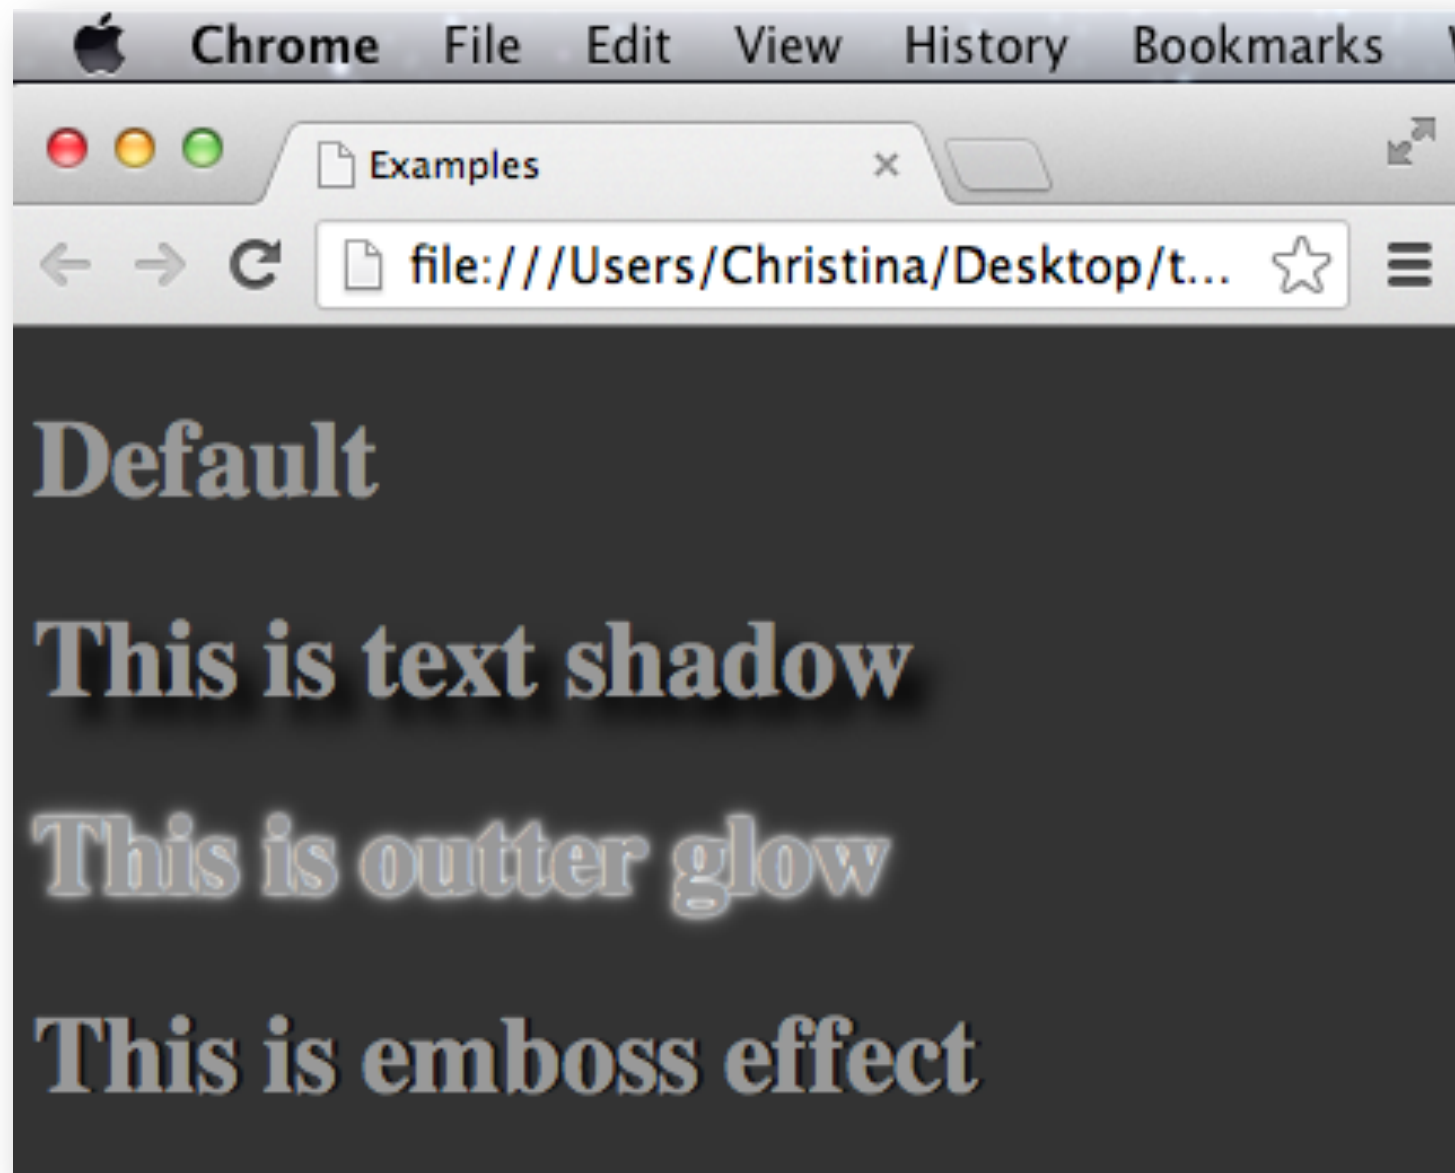 Chrome File Edit View History Bookmarks
Examples
file:///Users/Christina/Desktop/t...
Default
This is text shadow
This is outter glow
This is emboss effect